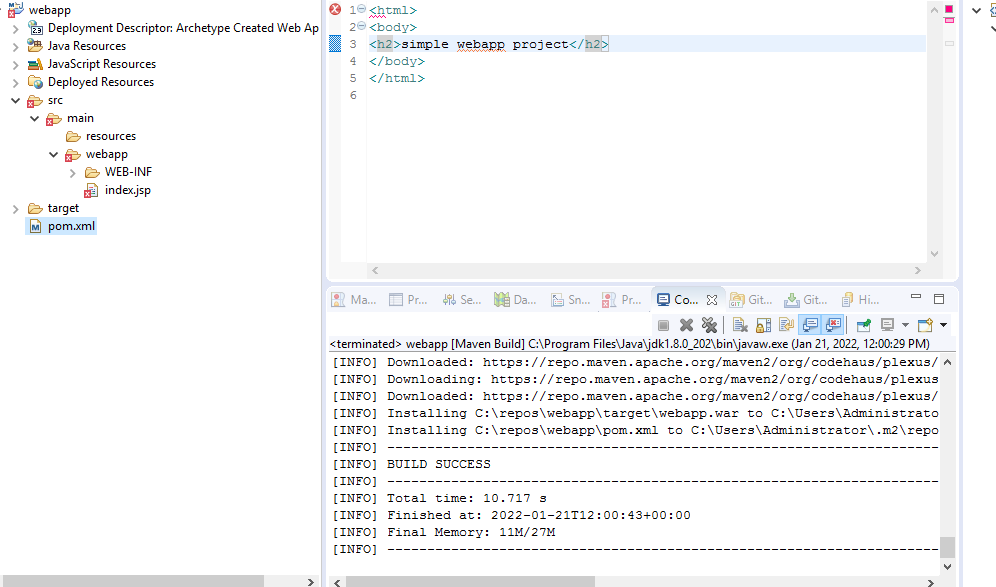 webapp
Deployment Descriptor: Archetype Created Web Ap
Java Resources
JavaScript Resources
Deployed Resources
src
main
resources
webapp
WEB-INF
index.jsp
target
pom.xml
1 <html>
2 <body>
3 <h2>simple webapp project</h2>
4 </body>
5 </html>
6
Ma... Pr... Se... Da... Sn... Pr... Co... Git... Git... Hi...
<terminated> webapp [Maven Build] C:\Program Files\Java\jdk1.8.0_202\bin\javaw.exe (Jan 21, 2022, 12:00:29 PM)
[INFO] Downloaded: https://repo.maven.apache.org/maven2/org/codehaus/plexus/
[INFO] Downloading: https://repo.maven.apache.org/maven2/org/codehaus/plexus
[INFO] Downloaded: https://repo.maven.apache.org/maven2/org/codehaus/plexus/
[INFO] Installing C:\repos\webapp\target\webapp.war to C:\Users\Administrato
[INFO] Installing C:\repos\webapp\pom.xml to C:\Users\Administrator\.m2\repo
[INFO] ------------------------------------------------------------------------
[INFO] BUILD SUCCESS
[INFO] ------------------------------------------------------------------------
[INFO] Total time: 10.717 s
[INFO] Finished at: 2022-01-21T12:00:43+00:00
[INFO] Final Memory: 11M/27M
[INFO] ------------------------------------------------------------------------